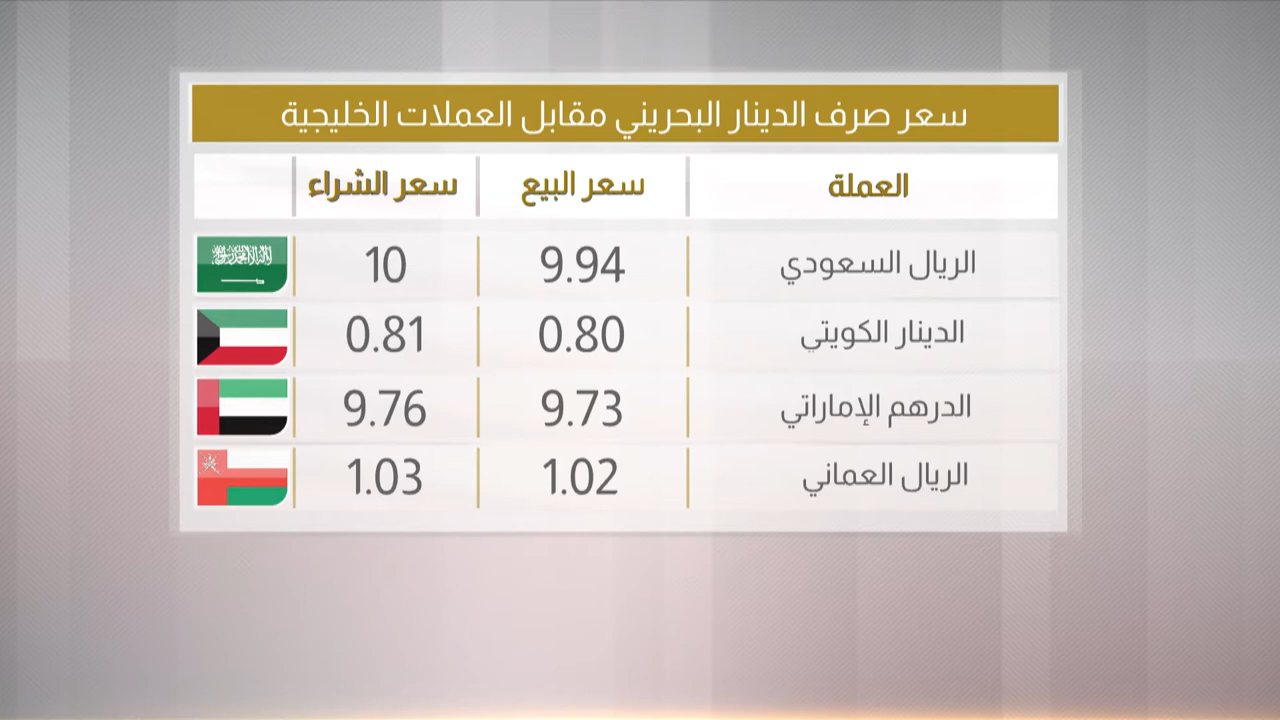 سعر صرف الدينار البحريني مقابل العملات الخليجية
العملة سعر البيع سعر الشراء
الريال السعودي 9.94 10
الدينار الكويتي 0.80 0.81
الدرهم الإماراتي 9.73 9.76
الريال العماني 1.02 1.03